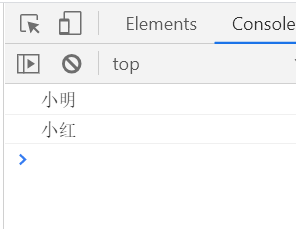 Elements Console
top
小明
小红